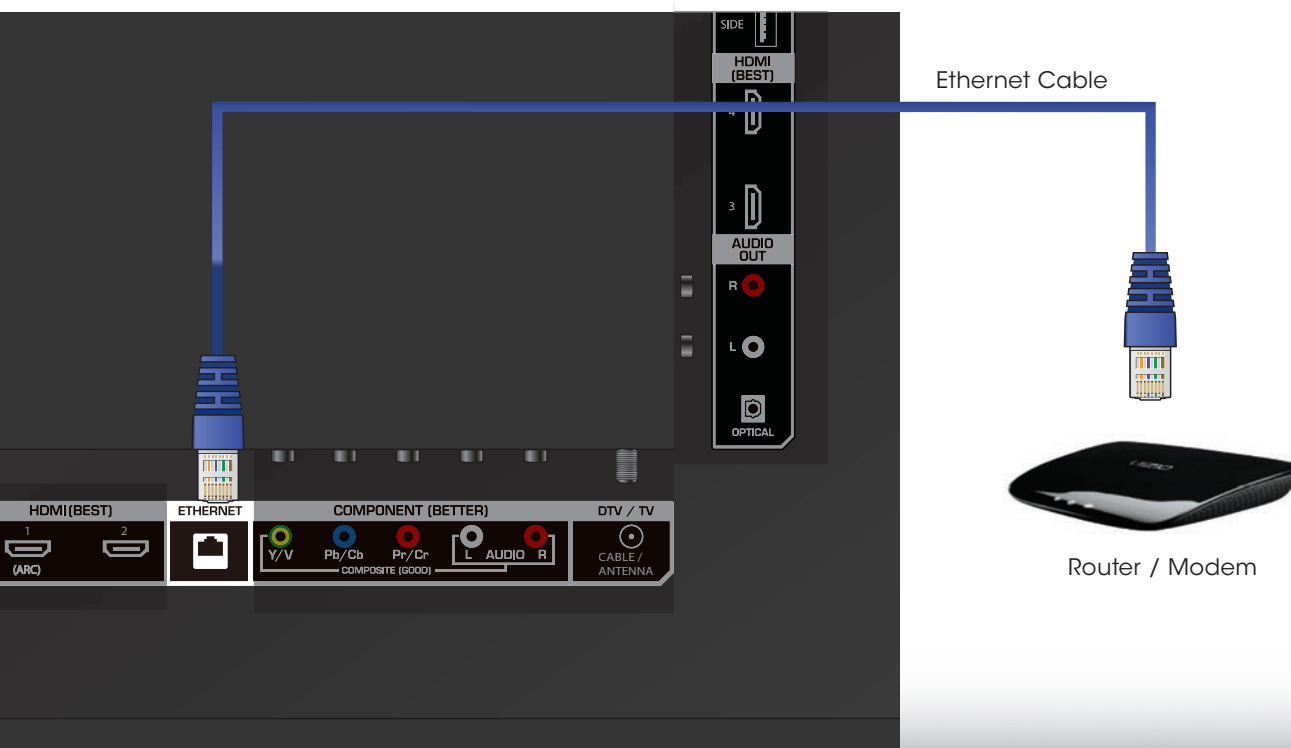 SIDE
HDMI
(BEST)
4
3
AUDIO
OUT
R
L
OPTICAL
Ethernet Cable
VIZIO
Router / Modem
HDMI(BEST)
1
2
(ARC)
ETHERNET
COMPONENT (BETTER)
Y/V
Pb/Cb
Pr/Cr
L AUDIO R
COMPOSITE (GOOD)
DTV / TV
CABLE /
ANTENNA